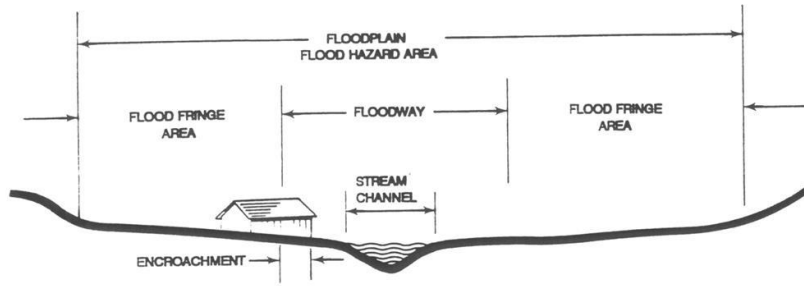 FLOODPLAIN
FLOOD HAZARD AREA
FLOOD FRINGE
AREA
FLOODWAY
FLOOD FRINGE
AREA
STREAM
CHANNEL
ENCROACHMENT